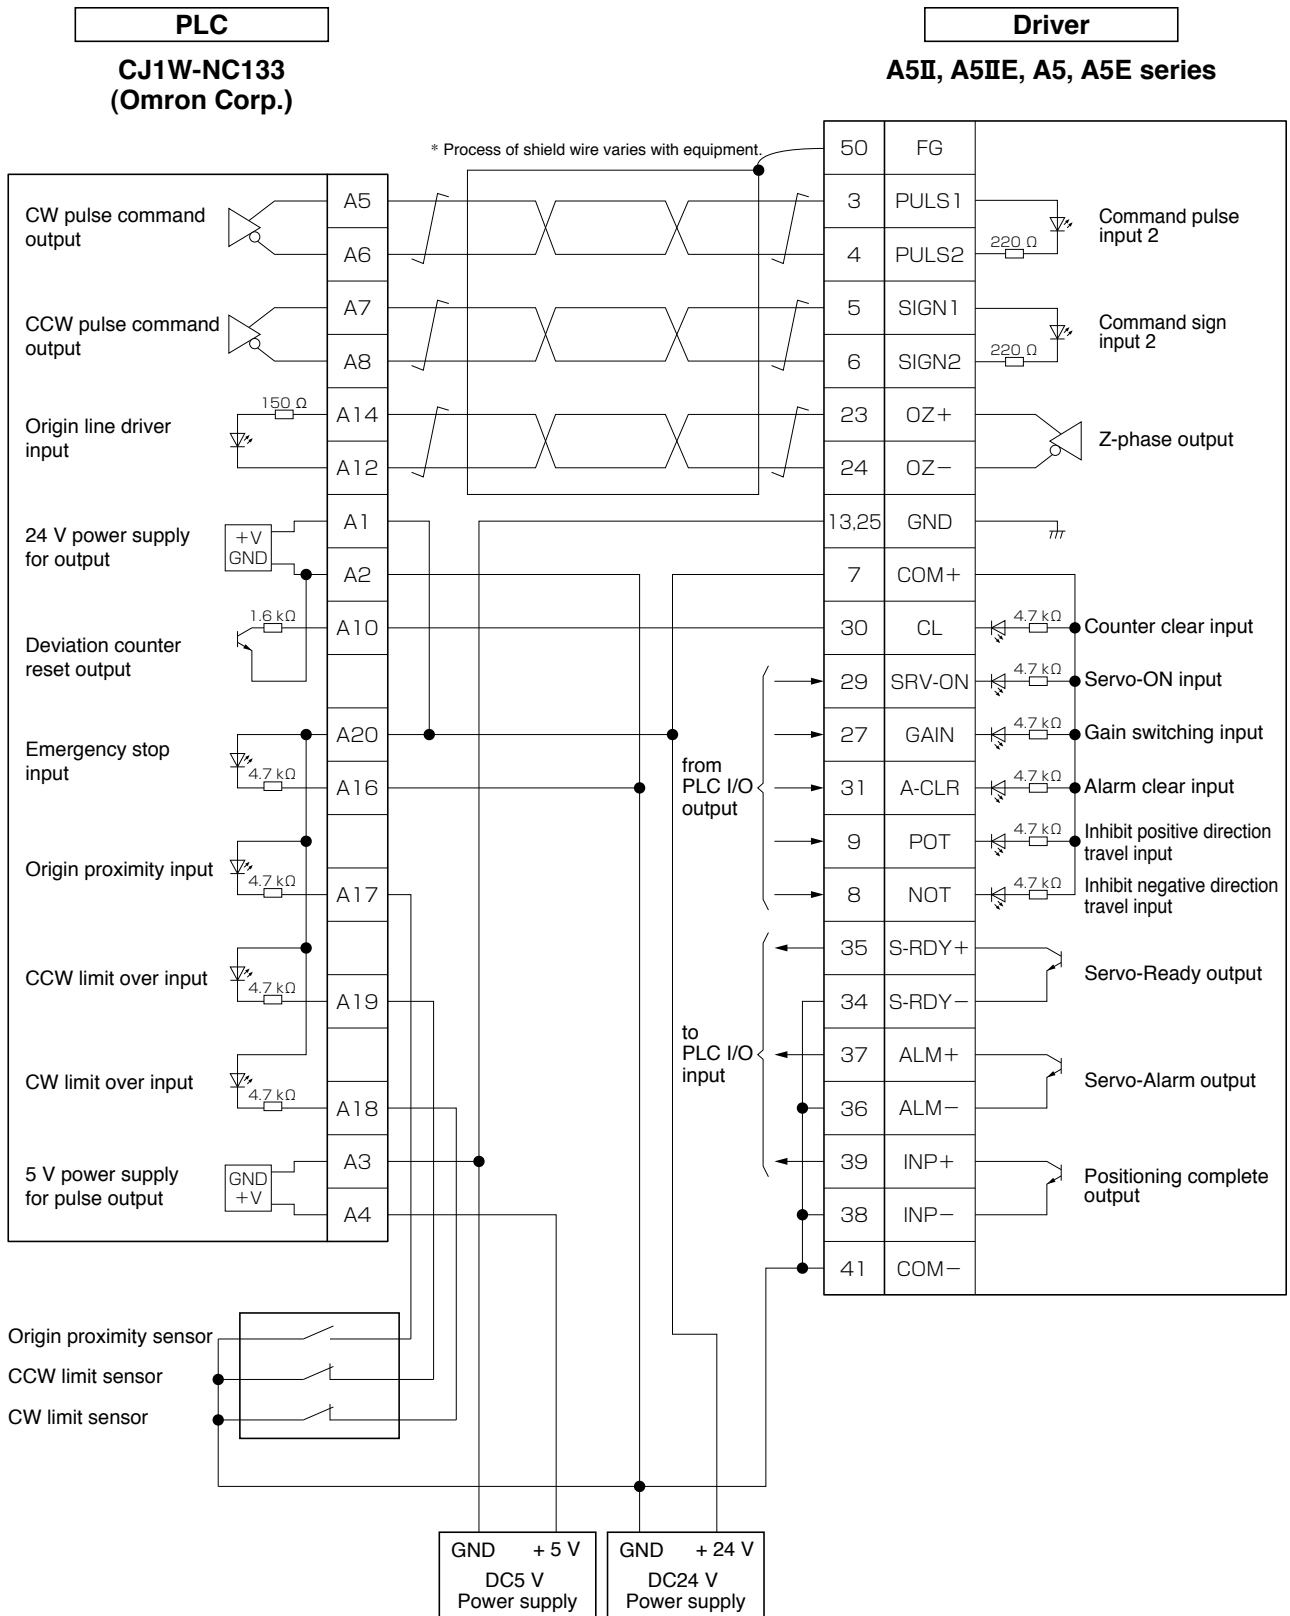 PLC
Driver
CJ1W-NC133
(Omron Corp.)
A5II, A5IIE, A5, A5E series
* Process of shield wire varies with equipment.
CW pulse command
output
A5
A6
CCW pulse command
output
A7
A8
Origin line driver
input
150 Ω
A14
A12
24 V power supply
for output
+V
GND
A1
A2
Deviation counter
reset output
1.6 kΩ
A10
Emergency stop
input
4.7 kΩ
A20
A16
Origin proximity input
4.7 kΩ
A17
CCW limit over input
4.7 kΩ
A19
CW limit over input
4.7 kΩ
A18
5 V power supply
for pulse output
GND
+V
A3
A4
50 FG
3 PULS1
4 PULS2
220 Ω
Command pulse
input 2
5 SIGN1
6 SIGN2
220 Ω
Command sign
input 2
23 OZ+
24 OZ−
Z-phase output
13,25 GND
7 COM+
30 CL 4.7 kΩ Counter clear input
29 SRV-ON 4.7 kΩ Servo-ON input
27 GAIN 4.7 kΩ Gain switching input
31 A-CLR 4.7 kΩ Alarm clear input
9 POT 4.7 kΩ Inhibit positive direction
travel input
8 NOT 4.7 kΩ Inhibit negative direction
travel input
from
PLC I/O
output
35 S-RDY+
34 S-RDY−
Servo-Ready output
37 ALM+
36 ALM−
Servo-Alarm output
39 INP+
38 INP−
Positioning complete
output
41 COM−
to
PLC I/O
input
Origin proximity sensor
CCW limit sensor
CW limit sensor
GND + 5 V
DC5 V
Power supply
GND + 24 V
DC24 V
Power supply